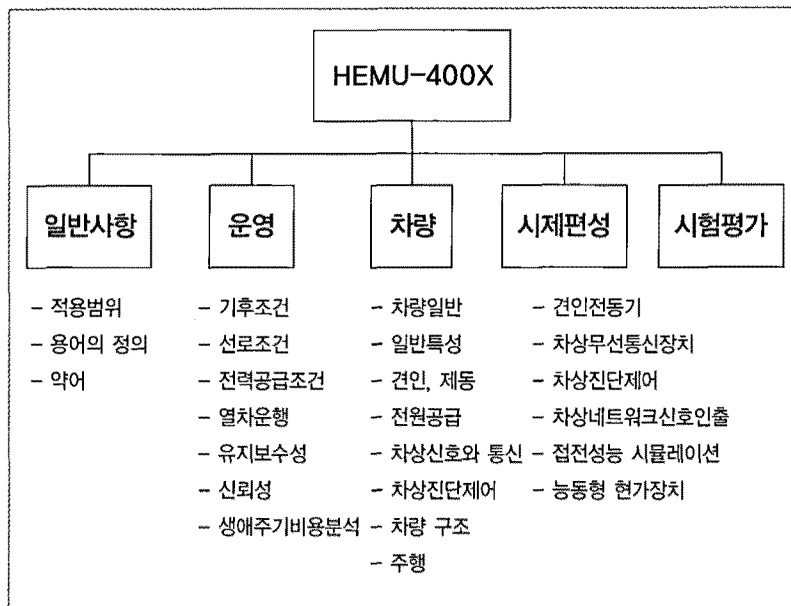 HEMU-400X
일반사항
- 적용범위
- 용어의 정의
- 약어
운영
- 기후조건
- 선로조건
- 전력공급조건
- 열차운행
- 유지보수성
- 신뢰성
- 생애주기비용분석
차량
- 차량일반
- 일반특성
- 견인, 제동
- 전원공급
- 차상신호와 통신
- 차상진단제어
- 차량 구조
- 주행
시제편성
- 견인전동기
- 차상무선통신장치
- 차상진단제어
- 차상네트워크신호인출
- 접전성능 시뮬레이션
- 능동형 현가장치
시험평가